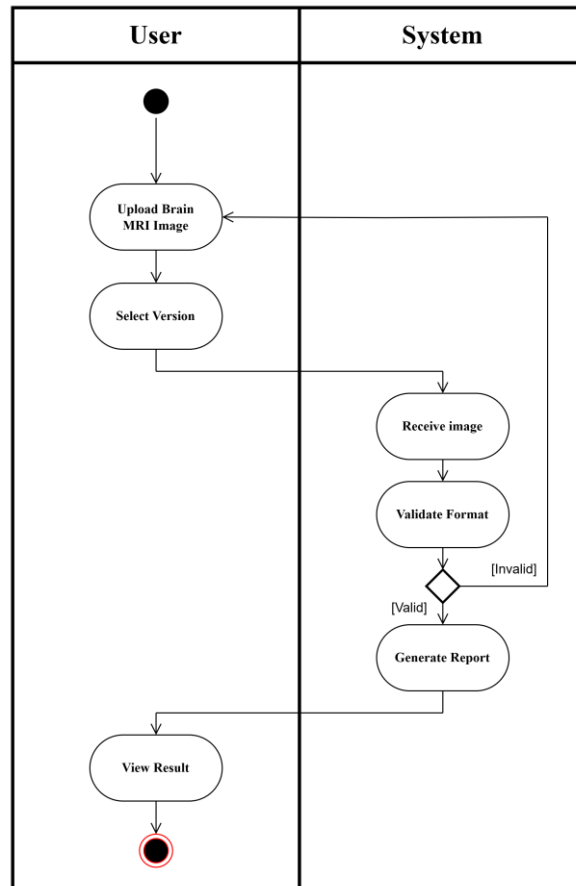 User
System
Upload Brain
MRI Image
Select Version
Receive image
Validate Format
[Invalid]
[Valid]
Generate Report
View Result